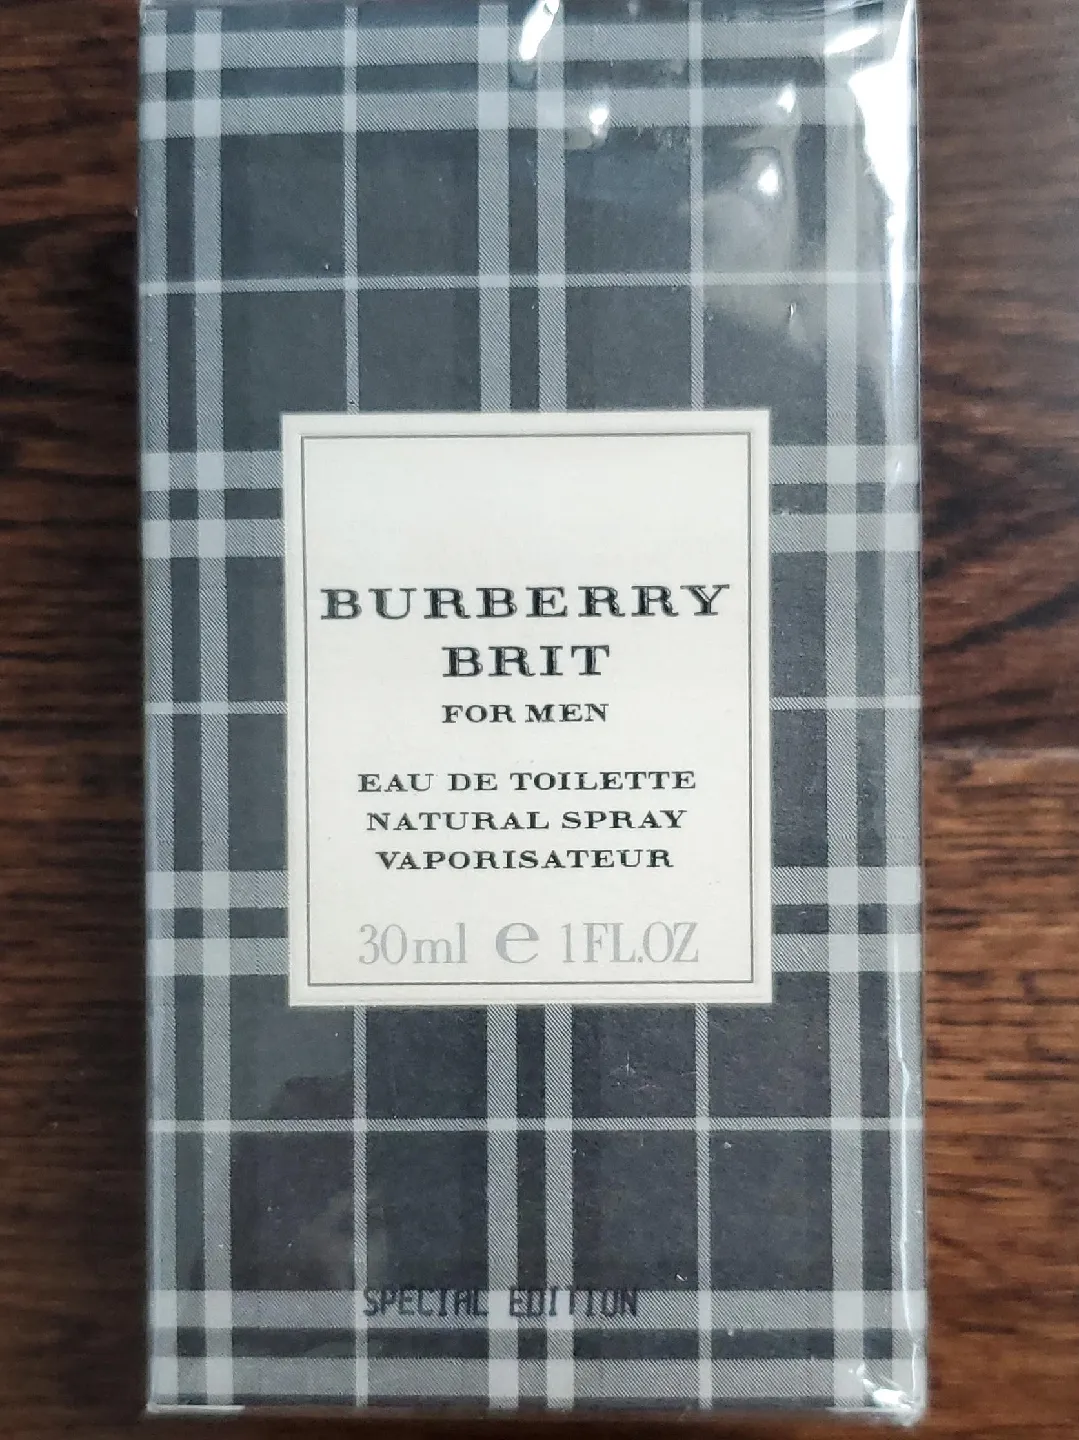 BURBERRY
BRIT
FOR MEN
EAU DE TOILETTE
NATURAL SPRAY
VAPORISATEUR
30ml e 1FL.OZ
SPECIAL EDITION